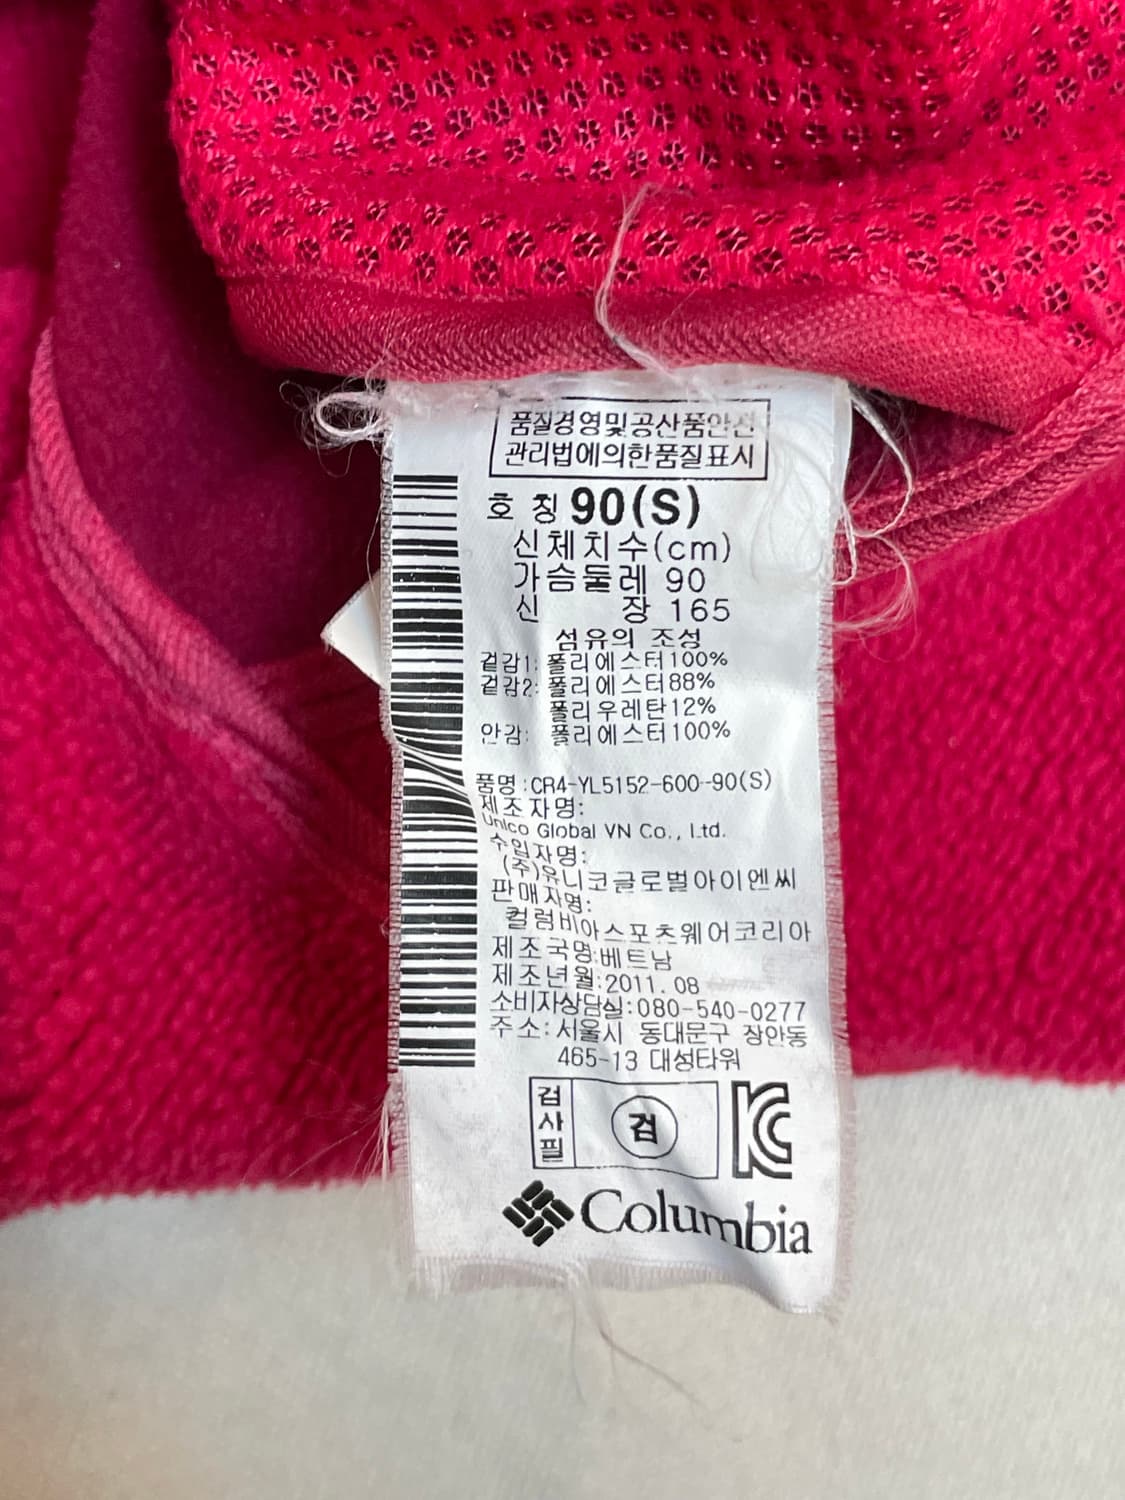 품질경영및공산품안전
관리법에의한품질표시
호 칭 90(S)
신체치수(cm)
가슴둘레 90
신 장 165
섬유의 조성
겉감1: 폴리에스터100%
겉감2: 폴리에스터88%
폴리우레탄12%
안감: 폴리에스터100%
품명:CR4-YL5152-600-90(S)
제조자명:
Unico Global VN Co., Ltd.
수입자명:
(주)유니코글로벌아이엔씨
판매자명:
컬럼비아스포츠웨어코리아
제조국명:베트남
제조년월:2011. 08
소비자상담실:080-540-0277
주소:서울시 동대문구 장안동
465-13 대성타워
검사필
검
KC
Columbia